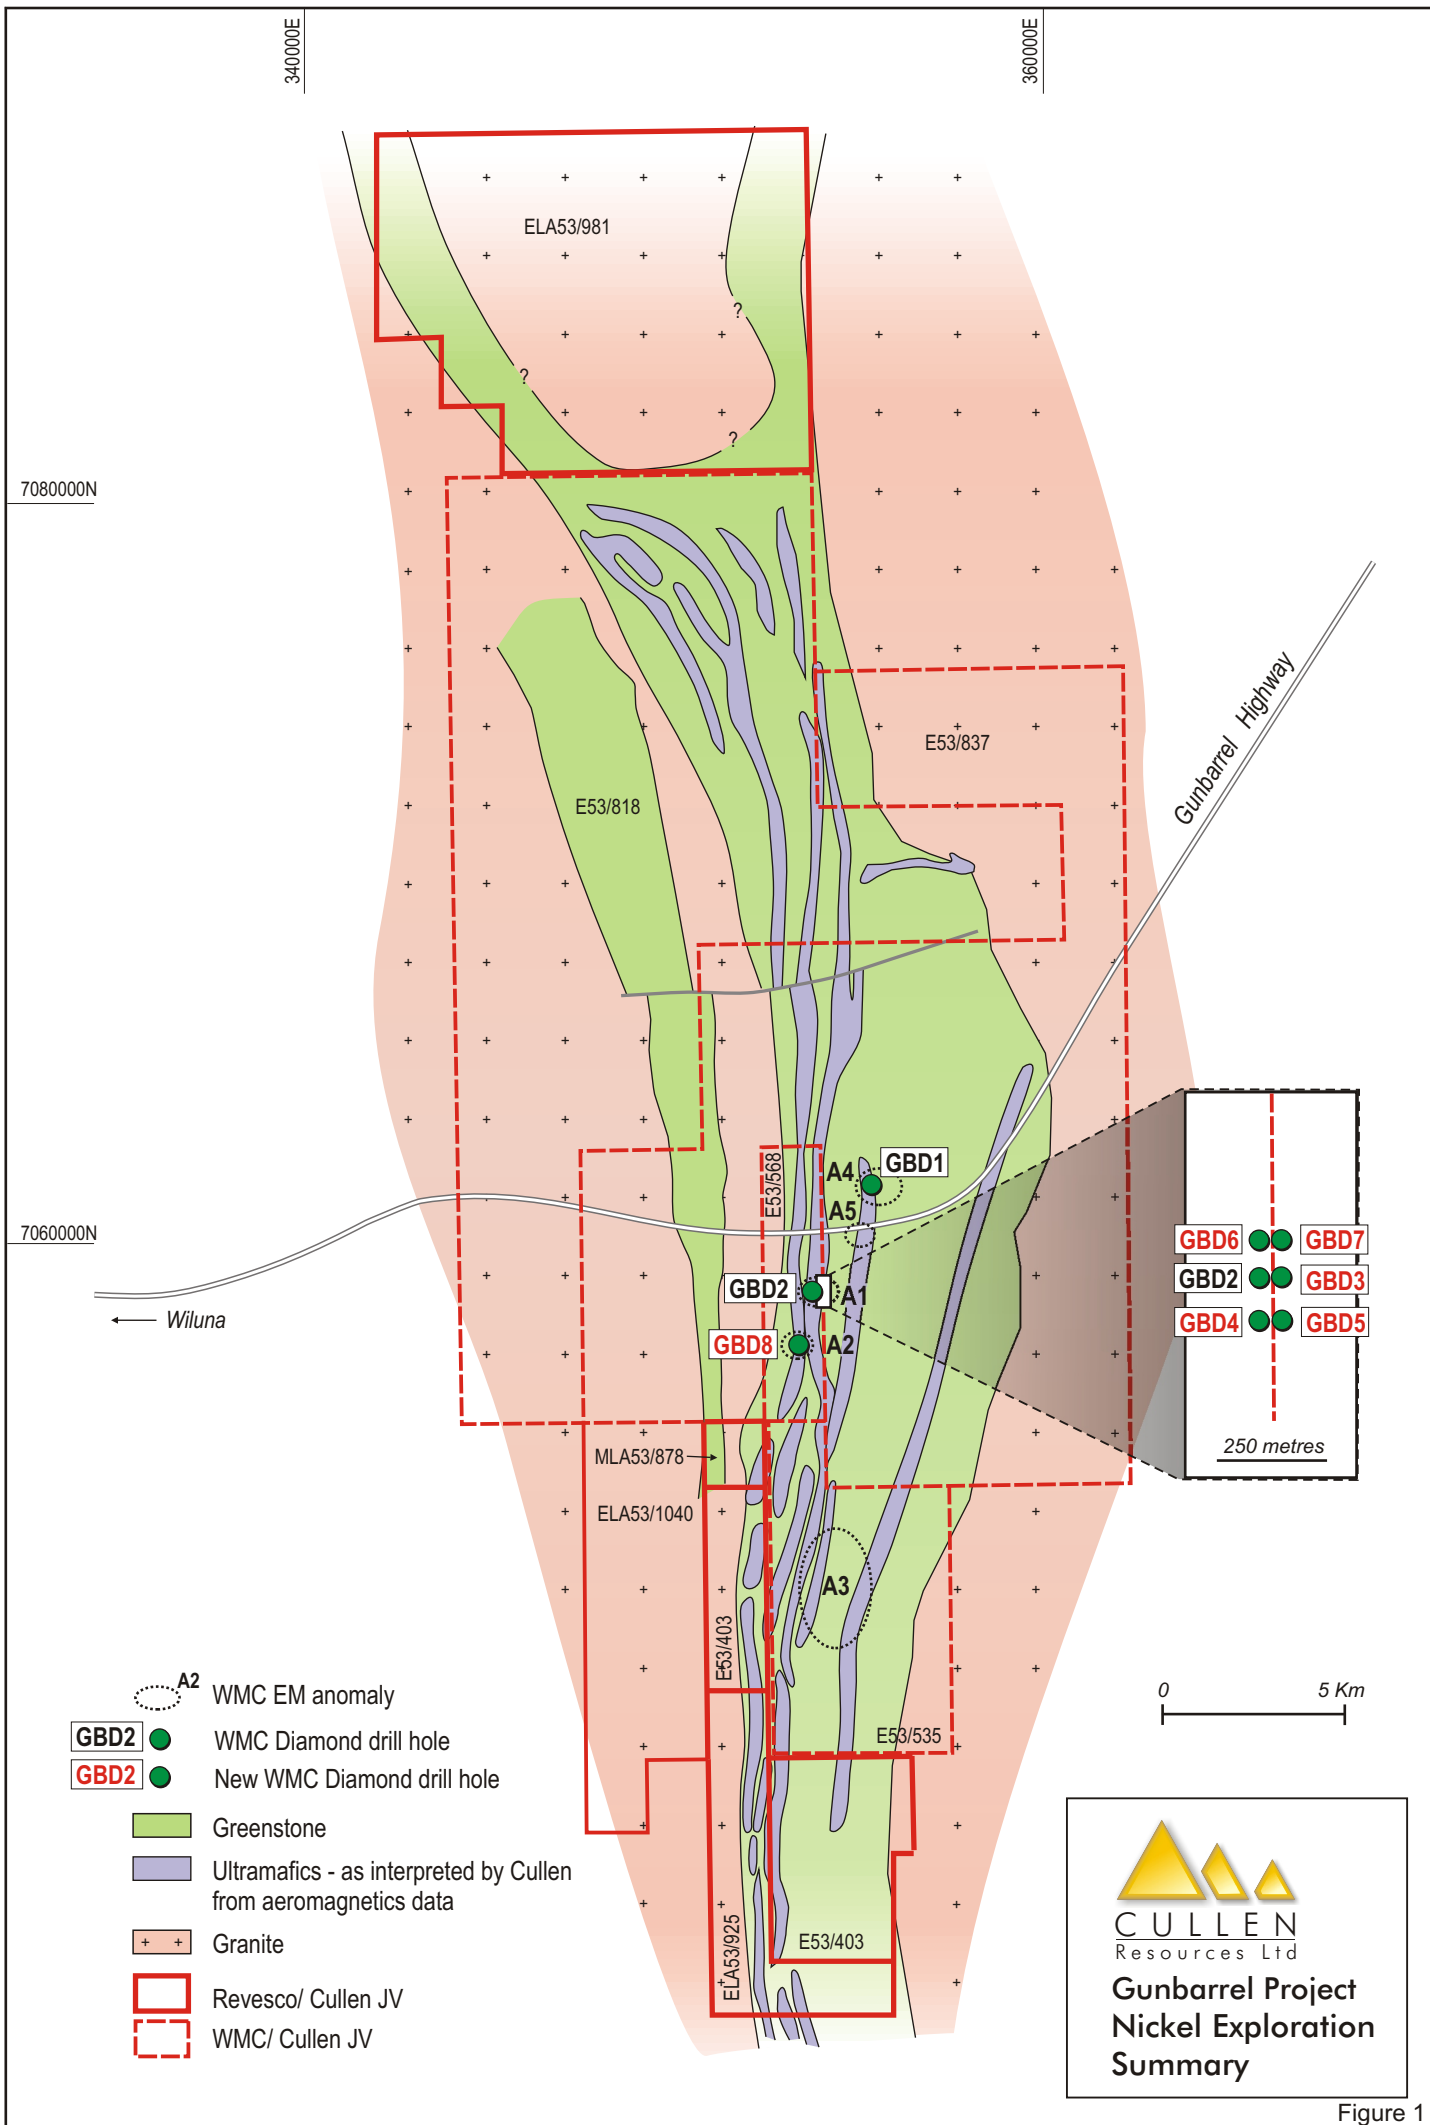 340000E
360000E
ELA53/981
?
?
?
7080000N
Gunbarrel Highway
E53/837
E53/818
E53/568
A4
GBD1
A5
7060000N
GBD2
A1
Wiluna
GBD8
A2
GBD6
GBD7
GBD2
GBD3
GBD4
GBD5
250 metres
MLA53/878
ELA53/1040
A3
E53/403
E53/535
ELA53/925
E53/403
A2
WMC EM anomaly
GBD2
WMC Diamond drill hole
GBD2
New WMC Diamond drill hole
Greenstone
Ultramafics - as interpreted by Cullen
from aeromagnetics data
Granite
Revesco/ Cullen JV
WMC/ Cullen JV
0
5 Km
CULLEN
Resources Ltd
Gunbarrel Project
Nickel Exploration
Summary
Figure 1